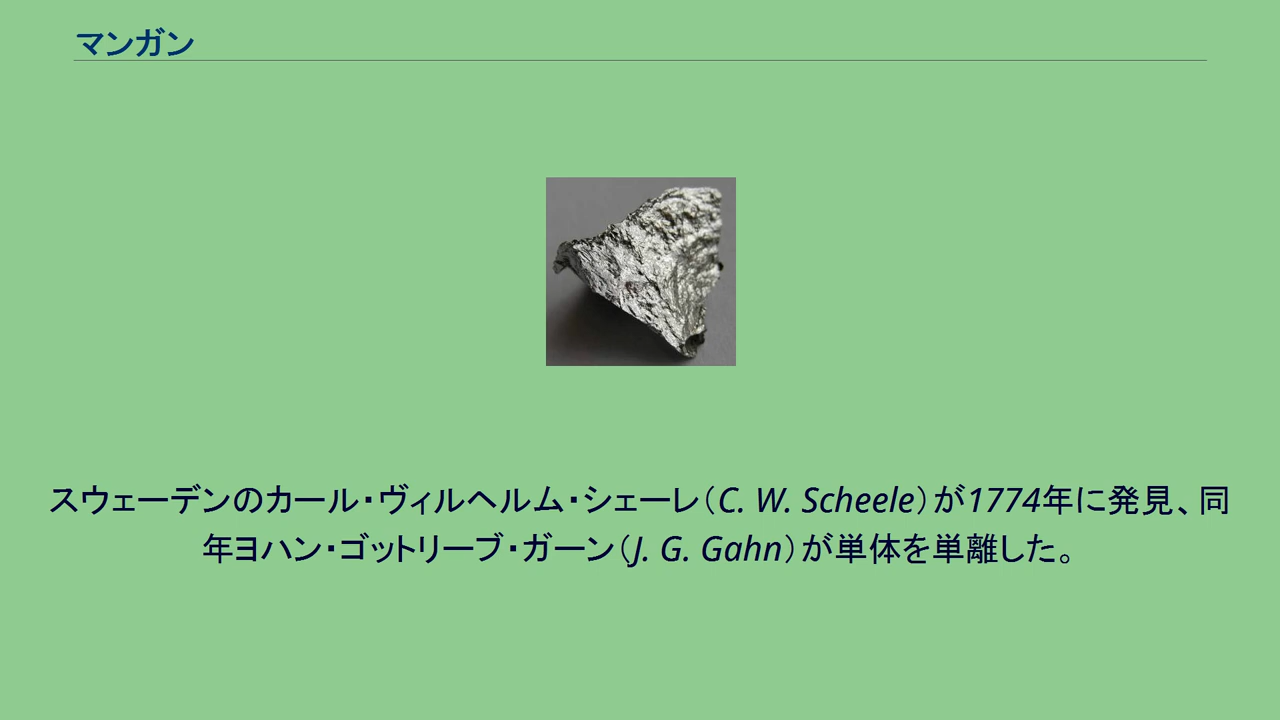 マンガン
スウェーデンのカール・ヴィルヘルム・シェーレ（C. W. Scheele）が1774年に発見、同
年ヨハン・ゴットリーブ・ガーン（J. G. Gahn）が単体を単離した。